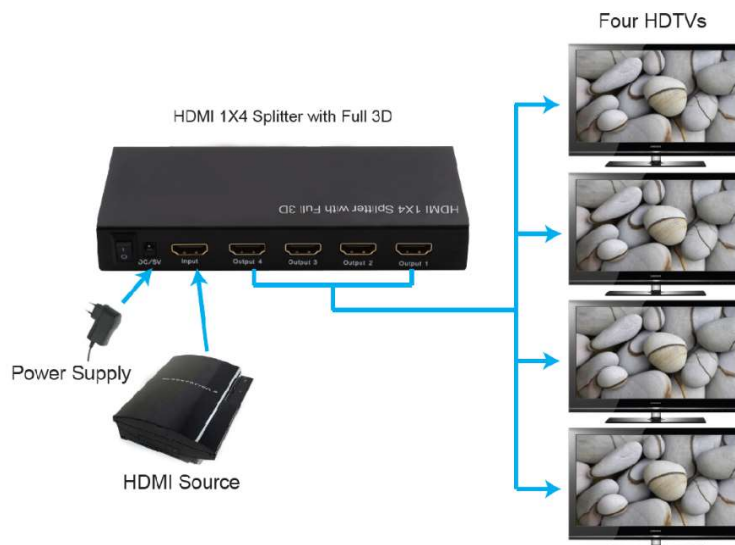 Four HDTVs
HDMI 1X4 Splitter with Full 3D
HDMI 1X4 Splitter with Full 3D
DC/5V
Input
Output 4
Output 3
Output 2
Output 1
Power Supply
HDMI Source